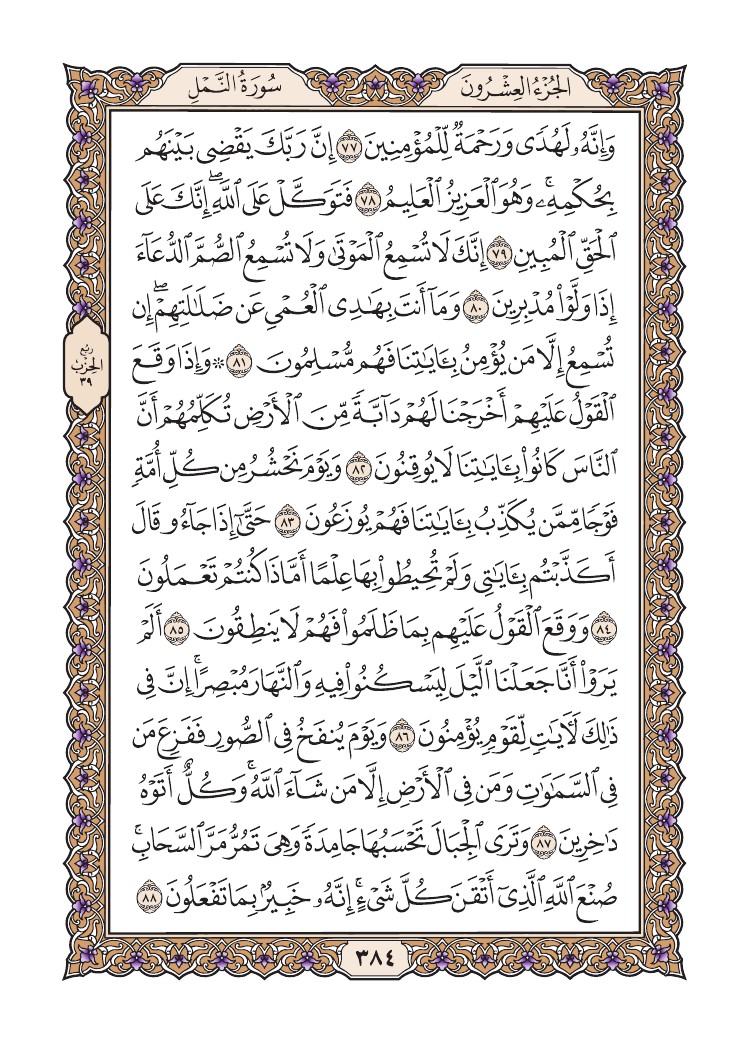 الجُزْءُ العِشْرُونَ
سُورَةُ النَّمْلِ
وَإِنَّهُۥ لَهُدٗى وَرَحۡمَةٞ لِّلۡمُؤۡمِنِينَ ٧٧ إِنَّ رَبَّكَ يَقۡضِي بَيۡنَهُم
بِحُكۡمِهِۦۚ وَهُوَ ٱلۡعَزِيزُ ٱلۡعَلِيمُ ٧٨ فَتَوَكَّلۡ عَلَى ٱللَّهِۖ إِنَّكَ عَلَى
ٱلۡحَقِّ ٱلۡمُبِينِ ٧٩ إِنَّكَ لَا تُسۡمِعُ ٱلۡمَوۡتَىٰ وَلَا تُسۡمِعُ ٱلصُّمَّ ٱلدُّعَآءَ
إِذَا وَلَّوۡاْ مُدۡبِرِينَ ٨٠ وَمَآ أَنتَ بِهَٰدِي ٱلۡعُمۡيِ عَن ضَلَٰلَتِهِمۡۖ إِن
تُسۡمِعُ إِلَّا مَن يُؤۡمِنُ بِـَٔايَٰتِنَا فَهُم مُّسۡلِمُونَ ٨١ ۞ وَإِذَا وَقَعَ
ٱلۡقَوۡلُ عَلَيۡهِمۡ أَخۡرَجۡنَا لَهُمۡ دَآبَّةٗ مِّنَ ٱلۡأَرۡضِ تُكَلِّمُهُمۡ أَنَّ
ٱلنَّاسَ كَانُواْ بِـَٔايَٰتِنَا لَا يُوقِنُونَ ٨٢ وَيَوۡمَ نَحۡشُرُ مِن كُلِّ أُمَّةٖ
فَوۡجٗا مِّمَّن يُكَذِّبُ بِـَٔايَٰتِنَا فَهُمۡ يُوزَعُونَ ٨٣ حَتَّىٰٓ إِذَا جَآءُو قَالَ
أَكَذَّبۡتُم بِـَٔايَٰتِي وَلَمۡ تُحِيطُواْ بِهَا عِلۡمًا أَمَّاذَا كُنتُمۡ تَعۡمَلُونَ
٨٤ وَوَقَعَ ٱلۡقَوۡلُ عَلَيۡهِم بِمَا ظَلَمُواْ فَهُمۡ لَا يَنطِقُونَ ٨٥ أَلَمۡ
يَرَوۡاْ أَنَّا جَعَلۡنَا ٱلَّيۡلَ لِيَسۡكُنُواْ فِيهِ وَٱلنَّهَارَ مُبۡصِرًاۚ إِنَّ فِي
ذَٰلِكَ لَأٓيَٰتٖ لِّقَوۡمٖ يُؤۡمِنُونَ ٨٦ وَيَوۡمَ يُنفَخُ فِي ٱلصُّورِ فَفَزِعَ مَن
فِي ٱلسَّمَٰوَٰتِ وَمَن فِي ٱلۡأَرۡضِ إِلَّا مَن شَآءَ ٱللَّهُۚ وَكُلٌّ أَتَوۡهُ
دَٰخِرِينَ ٨٧ وَتَرَى ٱلۡجِبَالَ تَحۡسَبُهَا جَامِدَةٗ وَهِيَ تَمُرُّ مَرَّ ٱلسَّحَابِۚ
صُنۡعَ ٱللَّهِ ٱلَّذِيٓ أَتۡقَنَ كُلَّ شَيۡءٍۚ إِنَّهُۥ خَبِيرُۢ بِمَا تَفۡعَلُونَ ٨٨
رُبْع
الحِزْبِ
٣٩
٣٨٤